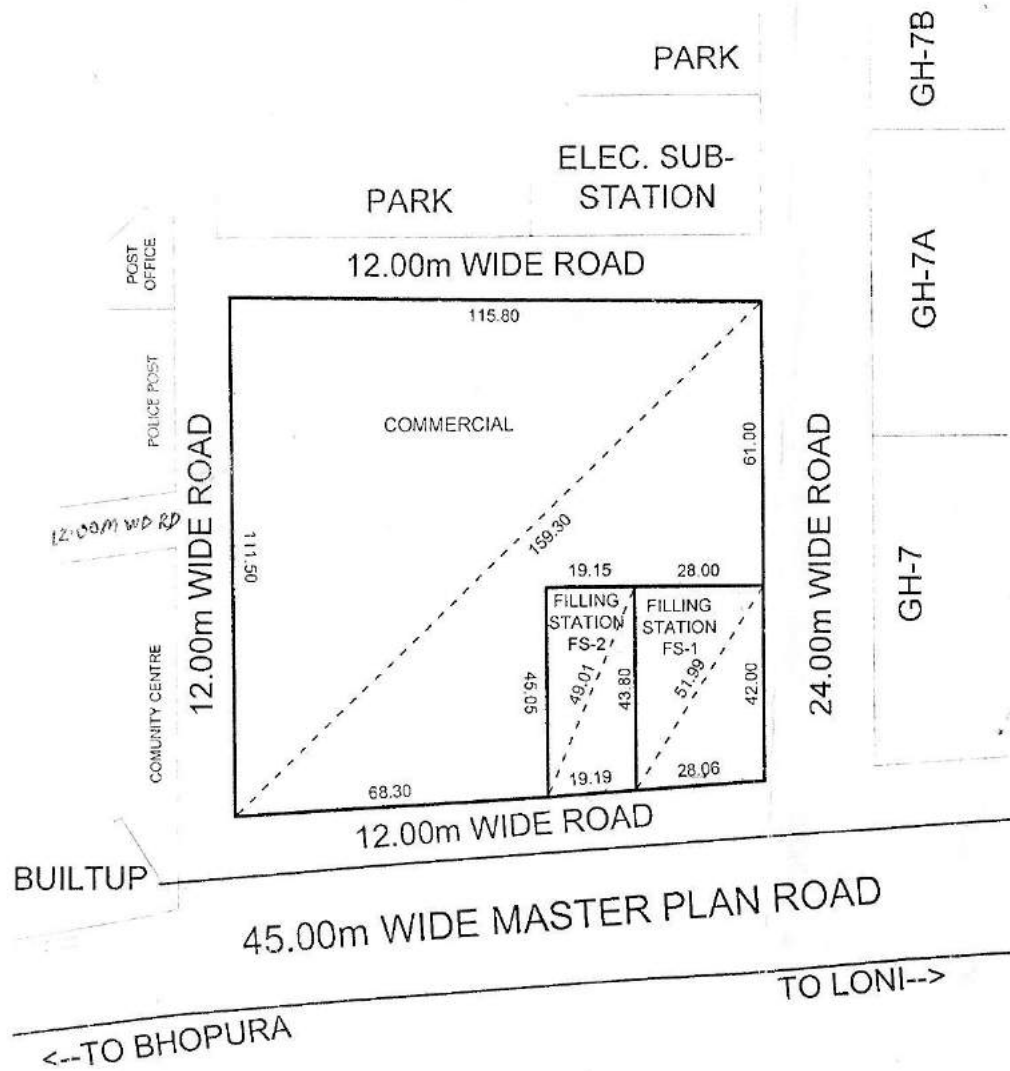 PARK
GH-7B
ELEC. SUB-
STATION
PARK
POST
OFFICE
12.00m WIDE ROAD
GH-7A
115.80
POLICE POST
COMMERCIAL
61.00
12.00m WIDE ROAD
24.00m WIDE ROAD
12.00M WD RD
111.50
159.30
GH-7
19.15
28.00
FILLING
STATION
FS-2
FILLING
STATION
FS-1
45.05
49.01
43.80
51.99
42.00
COMUNITY CENTRE
68.30
19.19
28.06
12.00m WIDE ROAD
BUILTUP
45.00m WIDE MASTER PLAN ROAD
TO LONI-->
<--TO BHOPURA